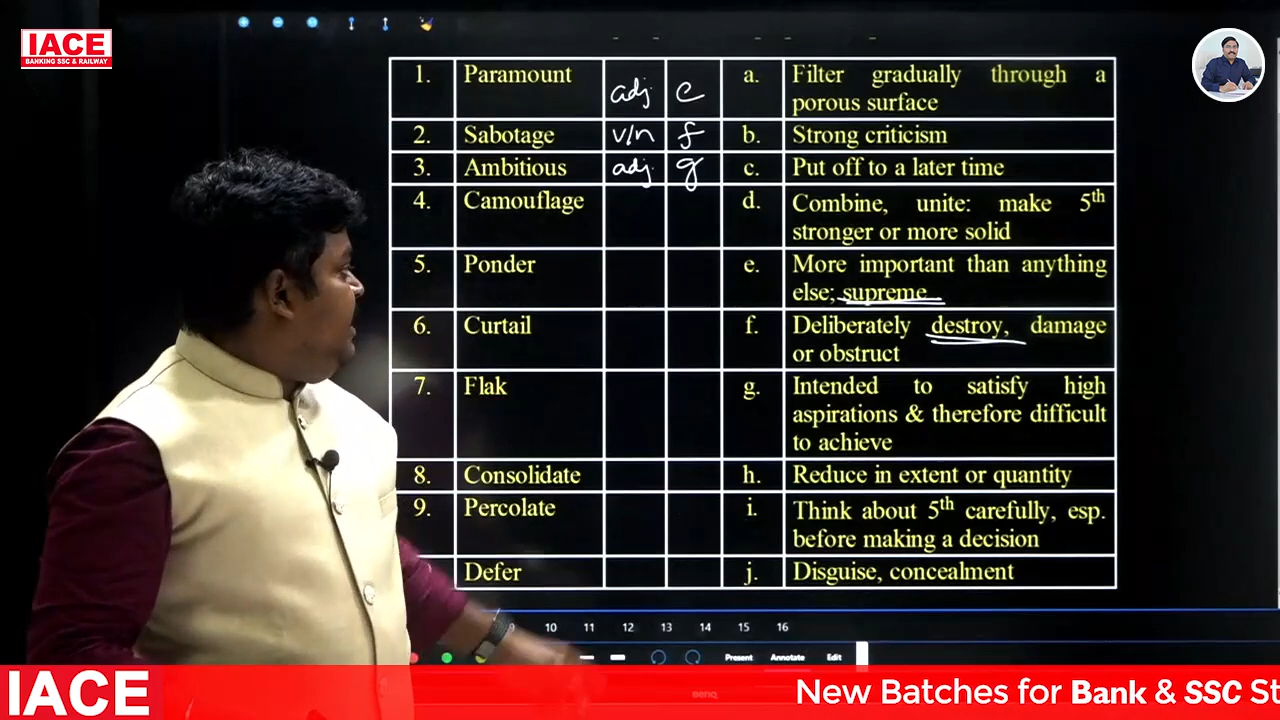 IACE
BANKING SSC & RAILWAY
1. Paramount adj e a. Filter gradually through a
porous surface
2. Sabotage v/n f b. Strong criticism
3. Ambitious adj. g c. Put off to a later time
4. Camouflage d. Combine, unite: make 5th
stronger or more solid
5. Ponder e. More important than anything
else; supreme
6. Curtail f. Deliberately destroy, damage
or obstruct
7. Flak g. Intended to satisfy high
aspirations & therefore difficult
to achieve
8. Consolidate h. Reduce in extent or quantity
9. Percolate i. Think about 5th carefully, esp.
before making a decision
Defer j. Disguise, concealment
9 10 11 12 13 14 15 16
Present Annotate Edit
BenQ
IACE New Batches for Bank & SSC St